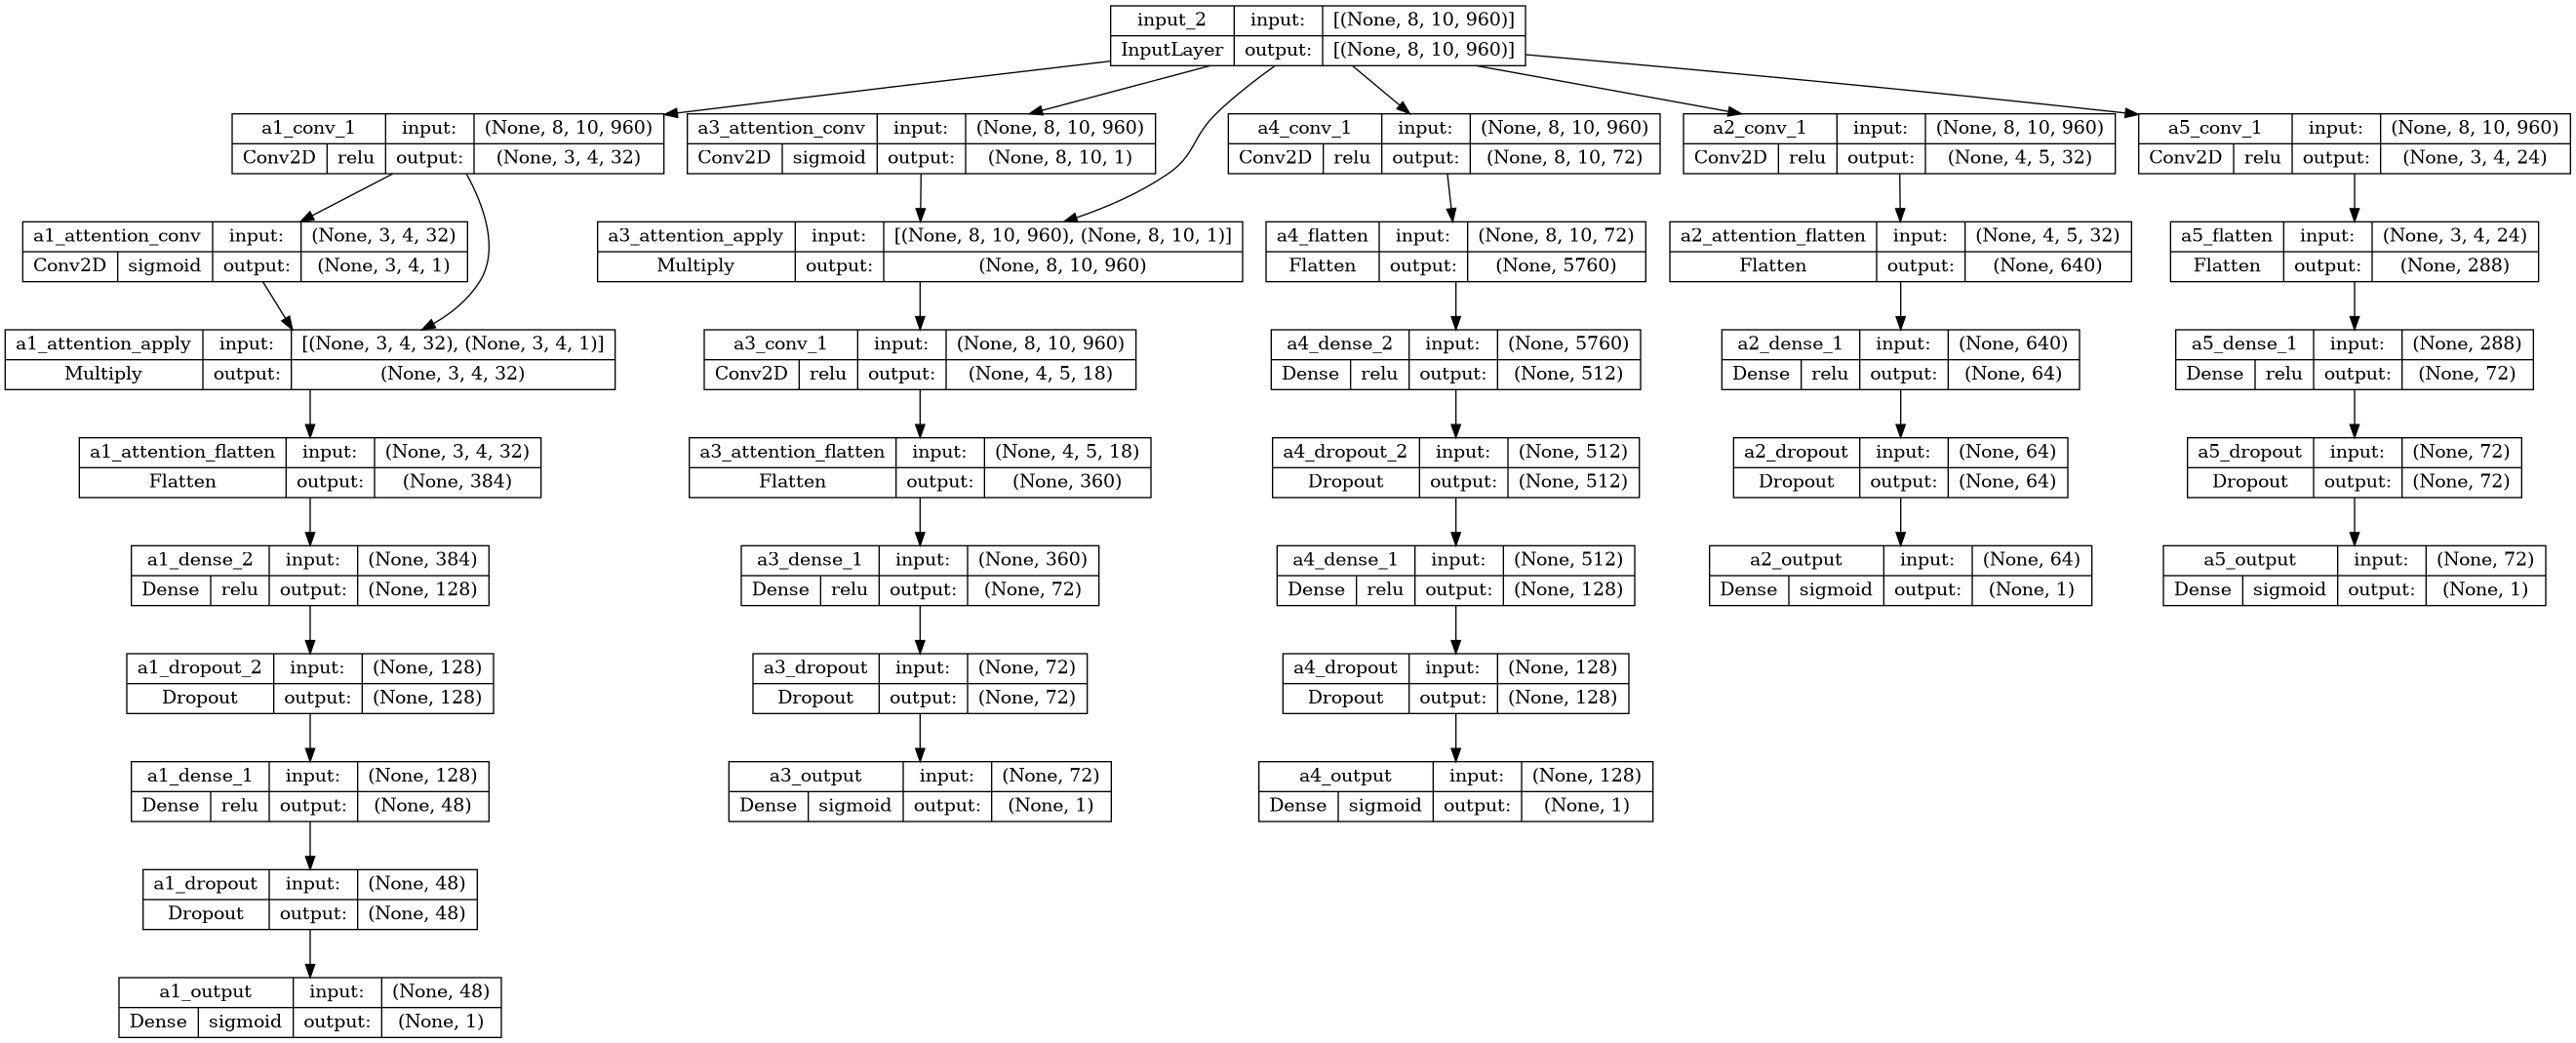 input_2 input: [(None, 8, 10, 960)]
InputLayer output: [(None, 8, 10, 960)]
a1_conv_1 input: (None, 8, 10, 960)
Conv2D relu output: (None, 3, 4, 32)
a3_attention_conv input: (None, 8, 10, 960)
Conv2D sigmoid output: (None, 8, 10, 1)
a4_conv_1 input: (None, 8, 10, 960)
Conv2D relu output: (None, 8, 10, 72)
a2_conv_1 input: (None, 8, 10, 960)
Conv2D relu output: (None, 4, 5, 32)
a5_conv_1 input: (None, 8, 10, 960)
Conv2D relu output: (None, 3, 4, 24)
a1_attention_conv input: (None, 3, 4, 32)
Conv2D sigmoid output: (None, 3, 4, 1)
a3_attention_apply input: [(None, 8, 10, 960), (None, 8, 10, 1)]
Multiply output: (None, 8, 10, 960)
a4_flatten input: (None, 8, 10, 72)
Flatten output: (None, 5760)
a2_attention_flatten input: (None, 4, 5, 32)
Flatten output: (None, 640)
a5_flatten input: (None, 3, 4, 24)
Flatten output: (None, 288)
a1_attention_apply input: [(None, 3, 4, 32), (None, 3, 4, 1)]
Multiply output: (None, 3, 4, 32)
a3_conv_1 input: (None, 8, 10, 960)
Conv2D relu output: (None, 4, 5, 18)
a4_dense_2 input: (None, 5760)
Dense relu output: (None, 512)
a2_dense_1 input: (None, 640)
Dense relu output: (None, 64)
a5_dense_1 input: (None, 288)
Dense relu output: (None, 72)
a1_attention_flatten input: (None, 3, 4, 32)
Flatten output: (None, 384)
a3_attention_flatten input: (None, 4, 5, 18)
Flatten output: (None, 360)
a4_dropout_2 input: (None, 512)
Dropout output: (None, 512)
a2_dropout input: (None, 64)
Dropout output: (None, 64)
a5_dropout input: (None, 72)
Dropout output: (None, 72)
a1_dense_2 input: (None, 384)
Dense relu output: (None, 128)
a3_dense_1 input: (None, 360)
Dense relu output: (None, 72)
a4_dense_1 input: (None, 512)
Dense relu output: (None, 128)
a2_output input: (None, 64)
Dense sigmoid output: (None, 1)
a5_output input: (None, 72)
Dense sigmoid output: (None, 1)
a1_dropout_2 input: (None, 128)
Dropout output: (None, 128)
a3_dropout input: (None, 72)
Dropout output: (None, 72)
a4_dropout input: (None, 128)
Dropout output: (None, 128)
a1_dense_1 input: (None, 128)
Dense relu output: (None, 48)
a3_output input: (None, 72)
Dense sigmoid output: (None, 1)
a4_output input: (None, 128)
Dense sigmoid output: (None, 1)
a1_dropout input: (None, 48)
Dropout output: (None, 48)
a1_output input: (None, 48)
Dense sigmoid output: (None, 1)